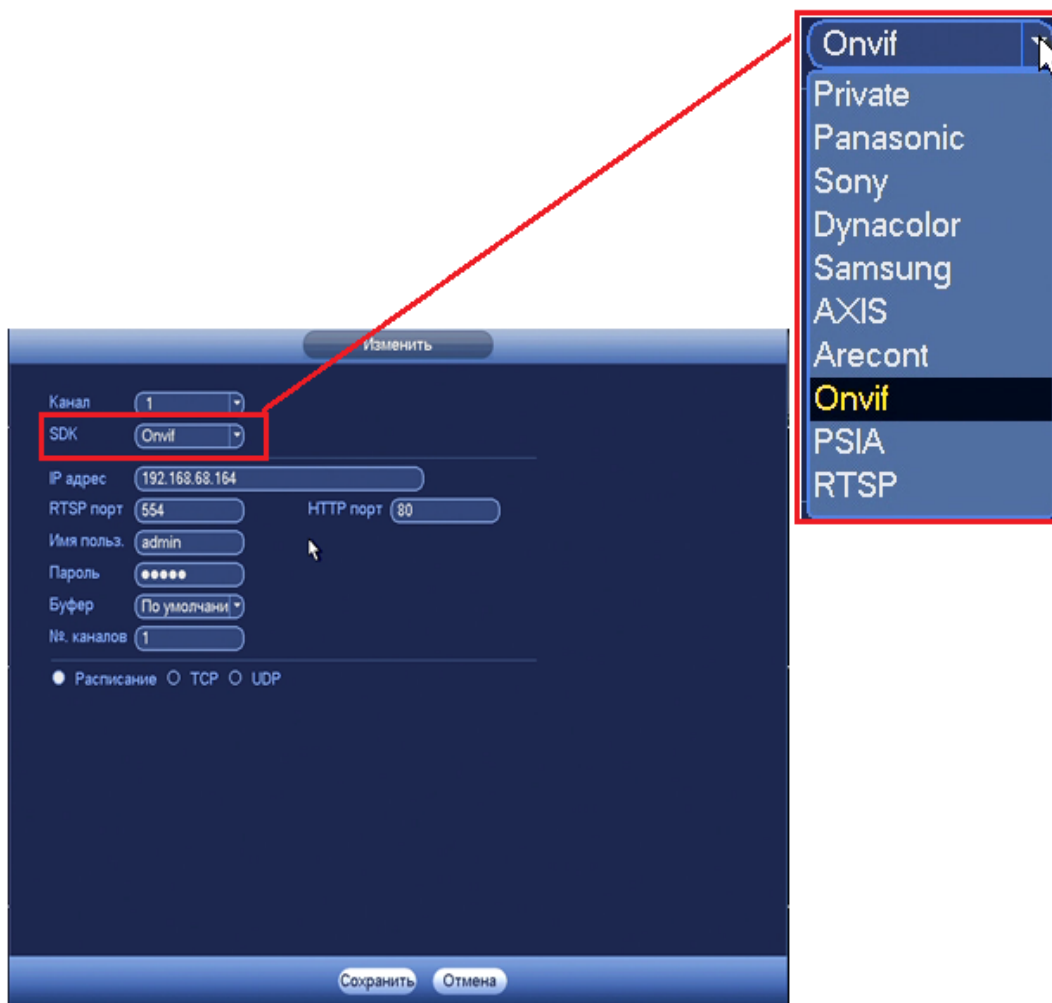 Onvif
Private
Panasonic
Sony
Dynacolor
Samsung
AXIS
Arecont
Onvif
PSIA
RTSP
Изменить
Канал 1
SDK Onvif
IP адрес 192.168.68.164
RTSP порт 554 HTTP порт 80
Имя польз. admin
Пароль ●●●●●
Буфер По умолчани
№. каналов 1
Расписание TCP UDP
Сохранить Отмена